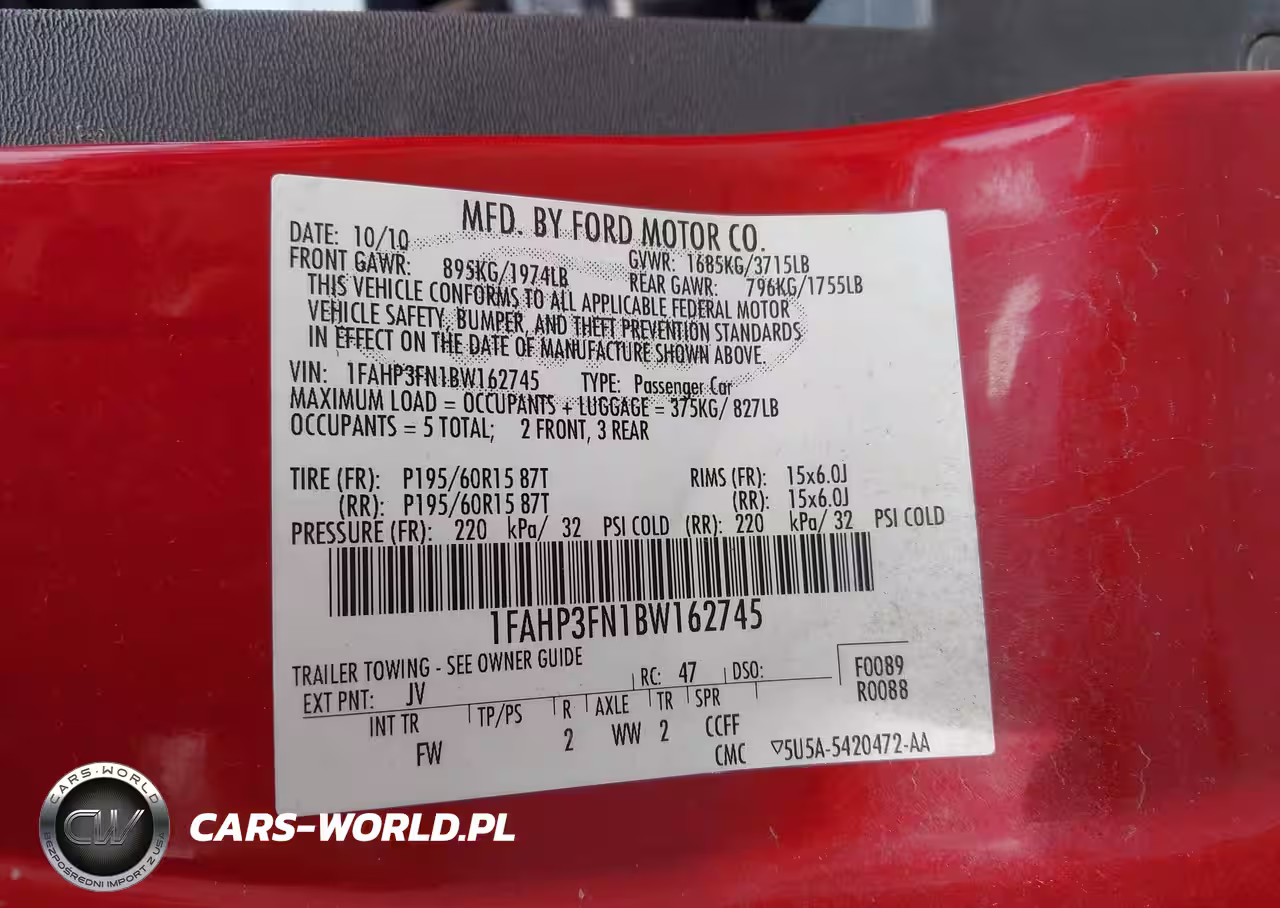 MFD. BY FORD MOTOR CO.
DATE: 10/10 GVWR: 1685KG/3715LB
FRONT GAWR: 895KG/1974LB REAR GAWR: 796KG/1755LB
THIS VEHICLE CONFORMS TO ALL APPLICABLE FEDERAL MOTOR
VEHICLE SAFETY, BUMPER, AND THEFT PREVENTION STANDARDS
IN EFFECT ON THE DATE OF MANUFACTURE SHOWN ABOVE.
VIN: 1FAHP3FN1BW162745 TYPE: Passenger Car
MAXIMUM LOAD = OCCUPANTS + LUGGAGE = 375KG/ 827LB
OCCUPANTS = 5 TOTAL; 2 FRONT, 3 REAR
TIRE (FR): P195/60R15 87T RIMS (FR): 15x6.0J
(RR): P195/60R15 87T (RR): 15x6.0J
PRESSURE (FR): 220 kPa/ 32 PSI COLD (RR): 220 kPa/ 32 PSI COLD
1FAHP3FN1BW162745
TRAILER TOWING - SEE OWNER GUIDE
EXT PNT: JV RC: 47 DSO: F0089
R0088
INT TR TP/PS R AXLE TR SPR
FW 2 WW 2 CCFF
CMC ▽5U5A-5420472-AA
CARS-WORLD
CW
BEZPOŚREDNI IMPORT Z USA
CARS-WORLD.PL